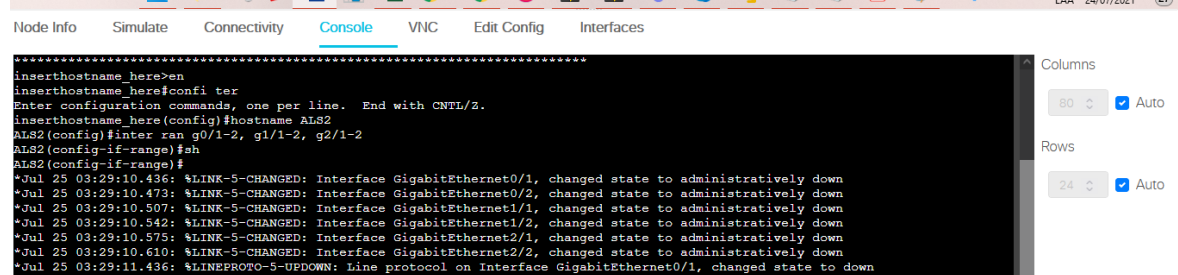 LAA 24/07/2021
Node Info Simulate Connectivity Console VNC Edit Config Interfaces
******************************************************************************
inserthostname_here>en
inserthostname_here#confi ter
Enter configuration commands, one per line. End with CNTL/Z.
inserthostname_here(config)#hostname ALS2
ALS2(config)#inter ran g0/1-2, g1/1-2, g2/1-2
ALS2(config-if-range)#sh
ALS2(config-if-range)#
*Jul 25 03:29:10.436: %LINK-5-CHANGED: Interface GigabitEthernet0/1, changed state to administratively down
*Jul 25 03:29:10.473: %LINK-5-CHANGED: Interface GigabitEthernet0/2, changed state to administratively down
*Jul 25 03:29:10.507: %LINK-5-CHANGED: Interface GigabitEthernet1/1, changed state to administratively down
*Jul 25 03:29:10.542: %LINK-5-CHANGED: Interface GigabitEthernet1/2, changed state to administratively down
*Jul 25 03:29:10.575: %LINK-5-CHANGED: Interface GigabitEthernet2/1, changed state to administratively down
*Jul 25 03:29:10.610: %LINK-5-CHANGED: Interface GigabitEthernet2/2, changed state to administratively down
*Jul 25 03:29:11.436: %LINEPROTO-5-UPDOWN: Line protocol on Interface GigabitEthernet0/1, changed state to down
Columns
80 Auto
Rows
24 Auto